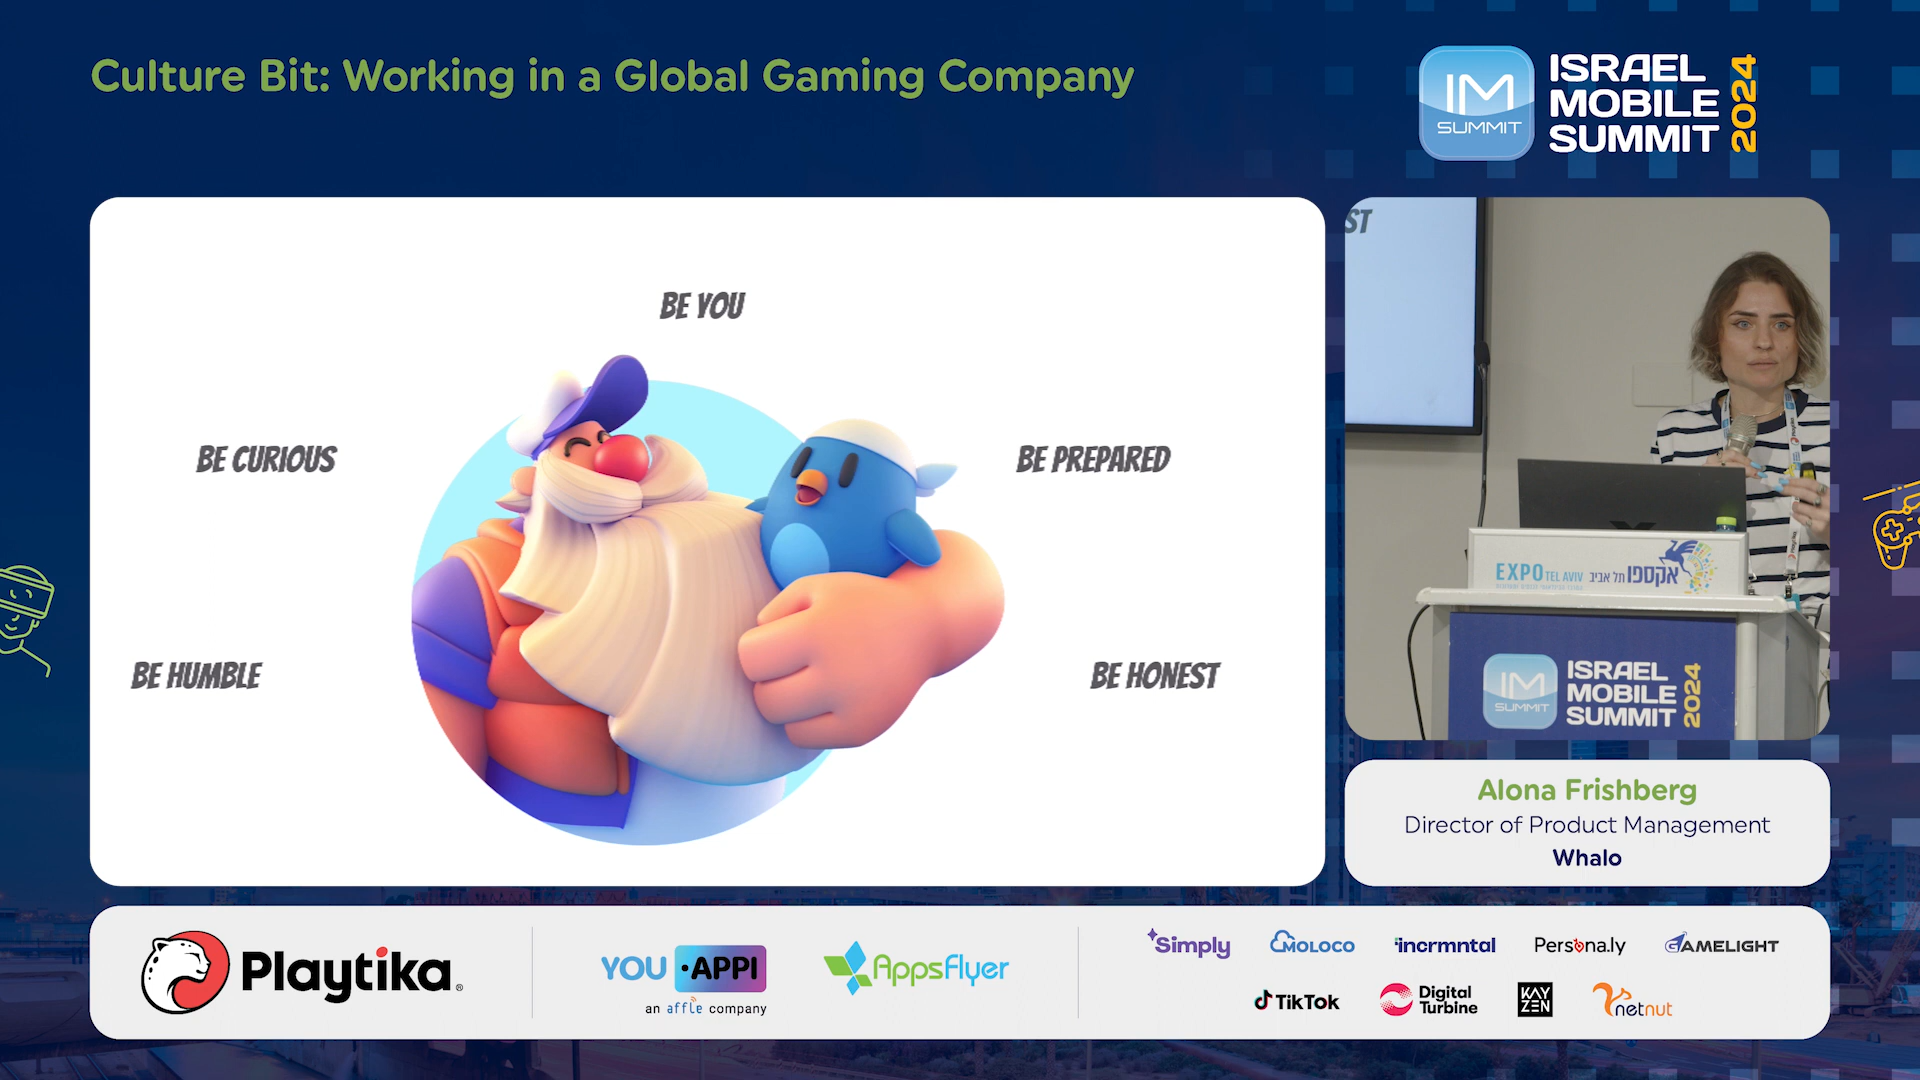 Culture Bit: Working in a Global Gaming Company
IM
SUMMIT
ISRAEL
MOBILE
SUMMIT
2024
BE YOU
BE CURIOUS
BE PREPARED
BE HUMBLE
BE HONEST
ST
EXPO TEL AVIV אקספו תל אביב
IM
SUMMIT
ISRAEL
MOBILE
SUMMIT
2024
Alona Frishberg
Director of Product Management
Whalo
Playtika
YOU·APPI
an affle company
AppsFlyer
Simply
MOLOCO
incrmntal
Persona.ly
GAMELIGHT
TikTok
Digital
Turbine
KAY
ZEN
netnut